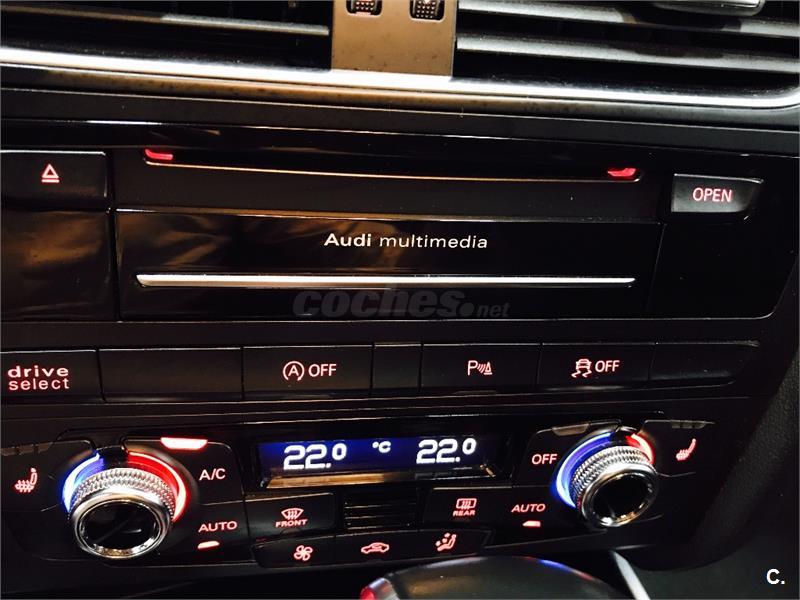 OPEN
Audi multimedia
coches.net
drive
select
A OFF
P
OFF
22.0 °C 22.0
A/C
OFF
AUTO
FRONT
REAR
AUTO
C.